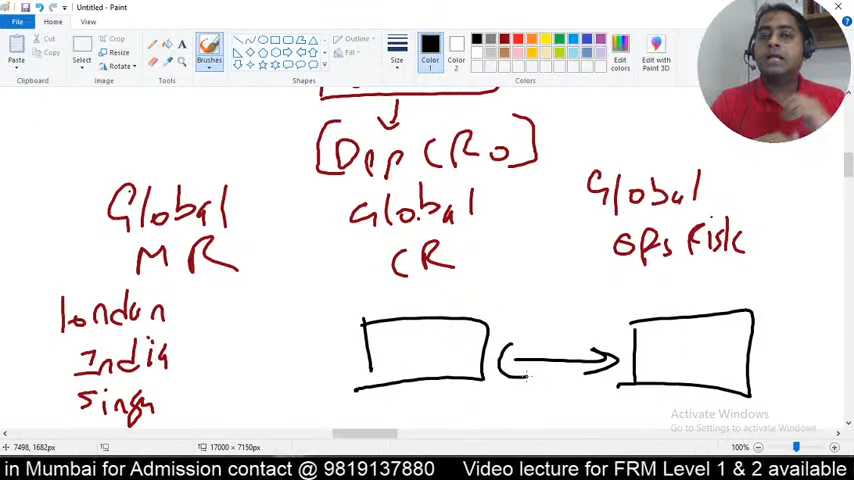 Untitled - Paint
File Home View
Paste
Cut
Copy
Clipboard
Select
Crop
Resize
Rotate
Image
Tools
Brushes
Shapes
Outline
Fill
Size
Color 1
Color 2
Colors
Edit colors
Edit with Paint 3D
[Dep CRO]
Global MR
Global CR
Global OPs Risk
London
India
Singa
Activate Windows
Go to Settings to activate Windows.
7498, 1682px
17000 × 7150px
100%
in Mumbai for Admission contact @ 9819137880 Video lecture for FRM Level 1 & 2 available